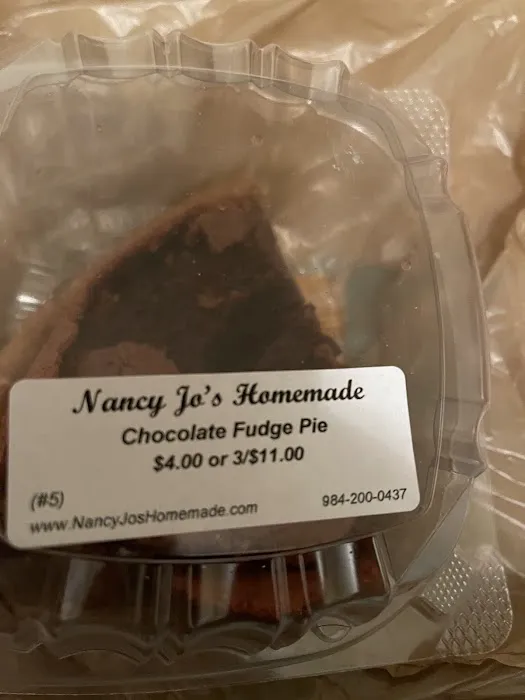 Nancy Jo's Homemade
Chocolate Fudge Pie
$4.00 or 3/$11.00
(#5)
984-200-0437
www.NancyJosHomemade.com